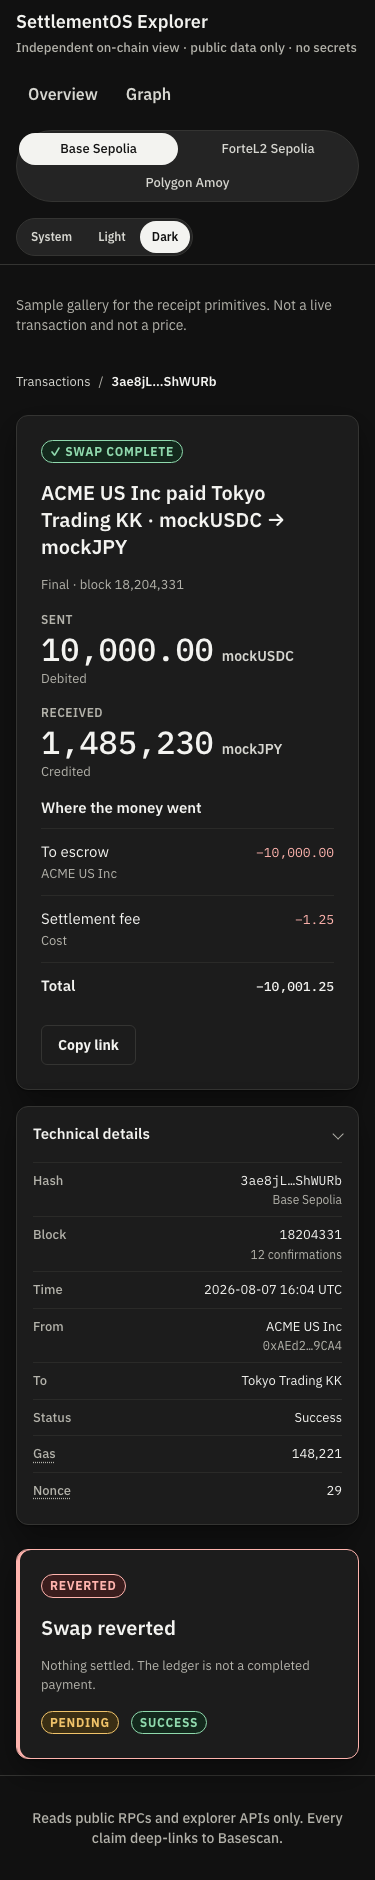 SettlementOS Explorer
Independent on-chain view · public data only · no secrets
Overview Graph
Base Sepolia ForteL2 Sepolia
Polygon Amoy
System Light Dark
Sample gallery for the receipt primitives. Not a live
transaction and not a price.
Transactions / 3ae8jL…ShWURb
✓ SWAP COMPLETE
ACME US Inc paid Tokyo
Trading KK · mockUSDC →
mockJPY
Final · block 18,204,331
SENT
10,000.00 mockUSDC
Debited
RECEIVED
1,485,230 mockJPY
Credited
Where the money went
To escrow −10,000.00
ACME US Inc
Settlement fee −1.25
Cost
Total −10,001.25
Copy link
Technical details
Hash 3ae8jL…ShWURb
Base Sepolia
Block 18204331
12 confirmations
Time 2026-08-07 16:04 UTC
From ACME US Inc
0xAEd2…9CA4
To Tokyo Trading KK
Status Success
Gas 148,221
Nonce 29
REVERTED
Swap reverted
Nothing settled. The ledger is not a completed
payment.
PENDING SUCCESS
Reads public RPCs and explorer APIs only. Every
claim deep-links to Basescan.